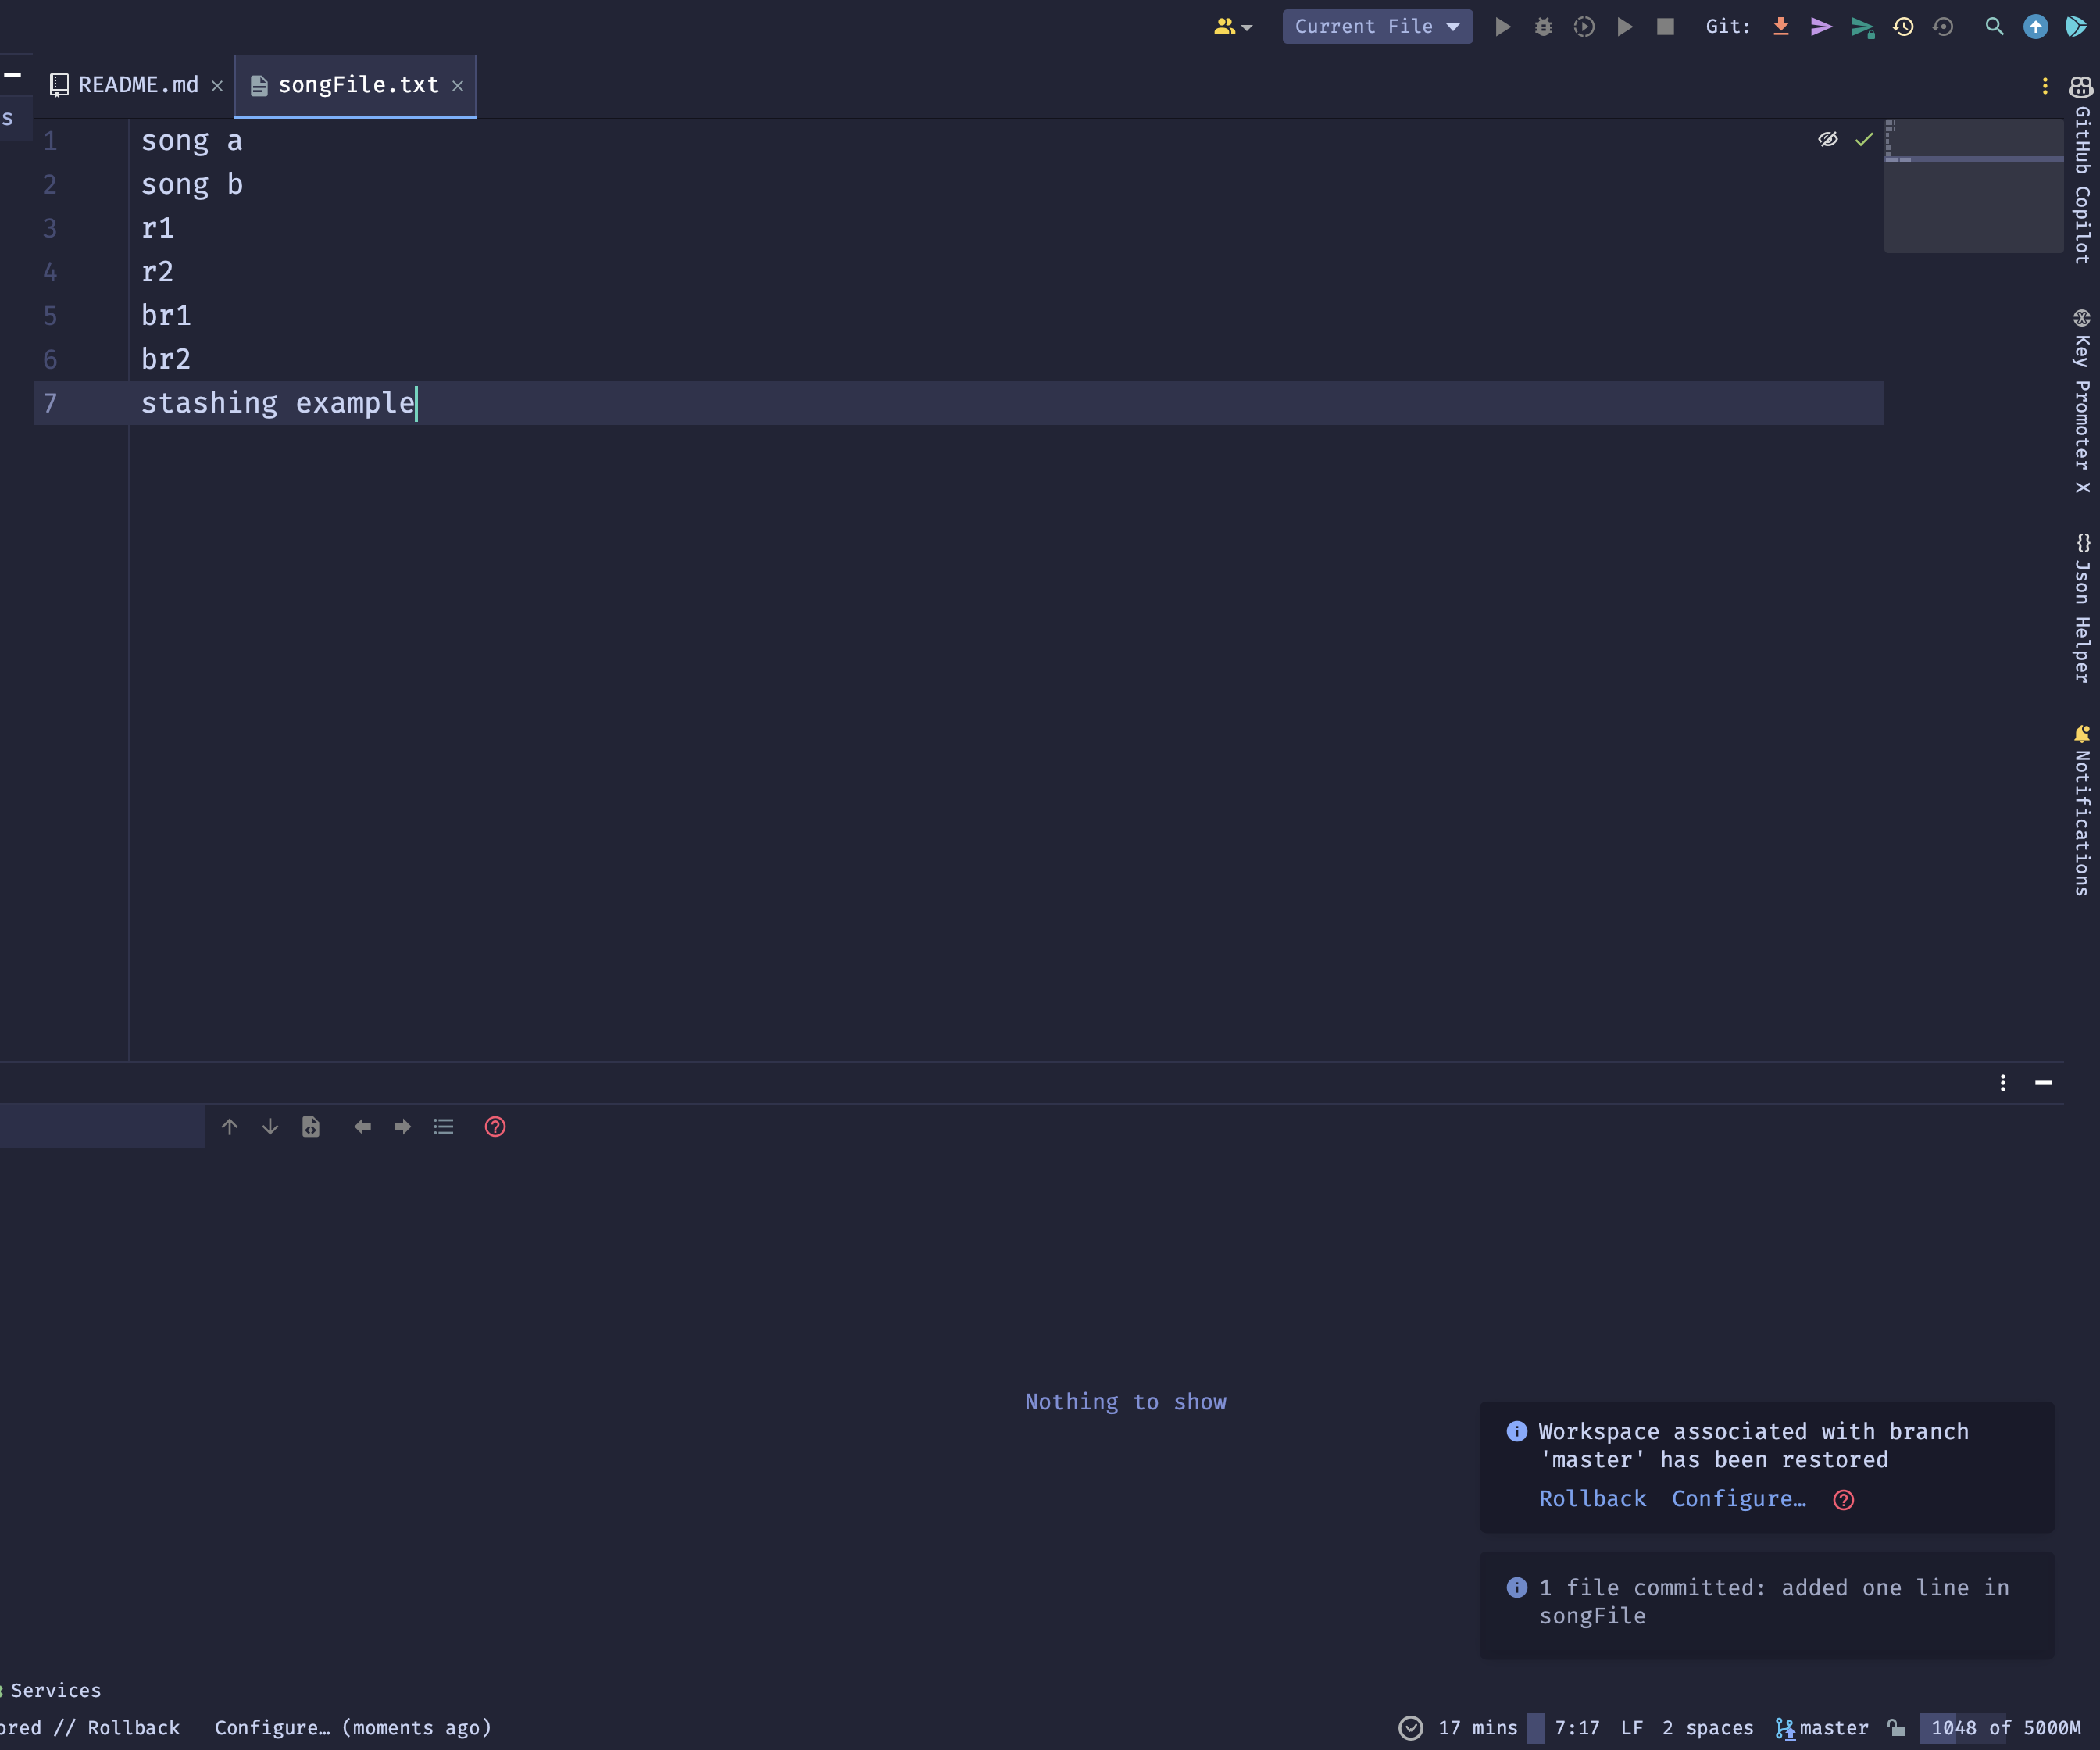 Current File
Git:
README.md
songFile.txt
s
1 song a
2 song b
3 r1
4 r2
5 br1
6 br2
7 stashing example
GitHub Copilot
Key Promoter X
Json Helper
Notifications
Nothing to show
Workspace associated with branch
'master' has been restored
Rollback Configure…
1 file committed: added one line in
songFile
Services
ored // Rollback Configure… (moments ago)
17 mins 7:17 LF 2 spaces master 1048 of 5000M